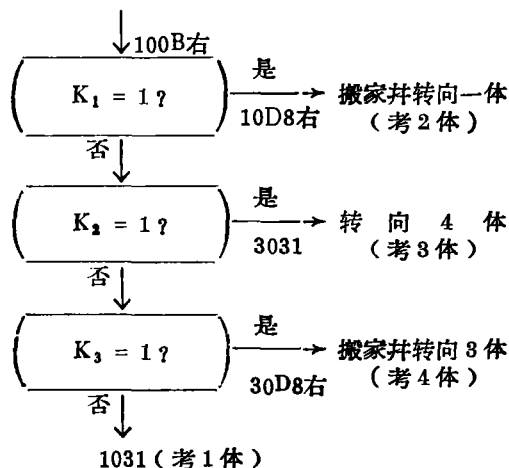 100B右
K₁ = 1？
是
10D8右
搬家并转向一体
（考2体）
否
K₂ = 1？
是
3031
转向4体
（考3体）
否
K₃ = 1？
是
30D8右
搬家并转向3体
（考4体）
否
1031（考1体）